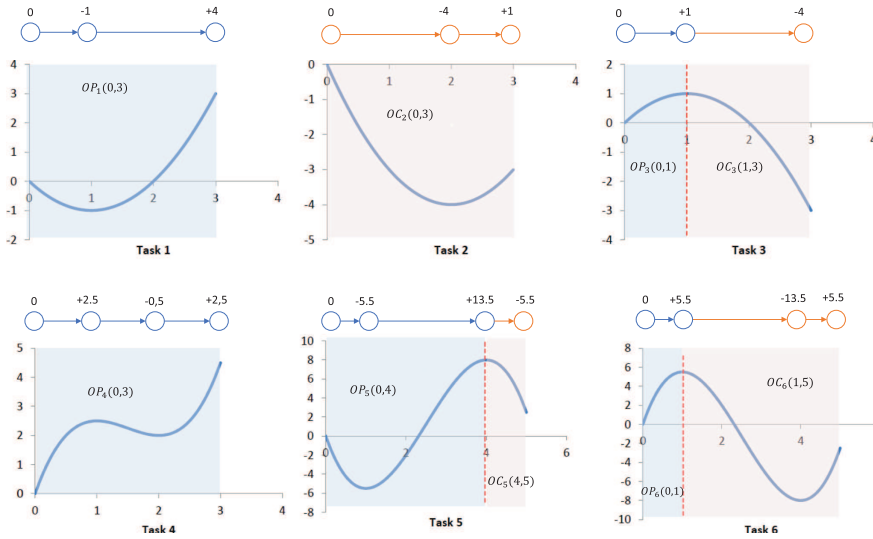 0 -1 +4
0 -4 +1
0 +1 -4
4
3
2
1
0
-1
-2
0 1 2 3 4
OP1(0,3)
Task 1
0
-1
-2
-3
-4
-5
0 1 2 3 4
OC2(0,3)
Task 2
3
2
1
0
-1
-2
-3
-4
0 1 2 3 4
OP3(0,1) OC3(1,3)
Task 3
0 +2.5 -0,5 +2,5
0 -5.5 +13.5 -5.5
0 +5.5 -13.5 +5.5
5
4
3
2
1
0
0 1 2 3 4
OP4(0,3)
Task 4
10
8
6
4
2
0
-2
-4
-6
-8
0 2 4 6
OP5(0,4)
OC5(4,5)
Task 5
8
6
4
2
0
-2
-4
-6
-8
-10
0 2 4
OC6(1,5)
OP6(0,1)
Task 6